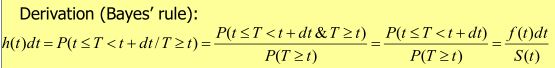 Derivation (Bayes’ rule):
h(t)dt = P(t ≤ T < t + dt / T ≥ t) = P(t ≤ T < t + dt & T ≥ t) / P(T ≥ t) = P(t ≤ T < t + dt) / P(T ≥ t) = f(t)dt / S(t)